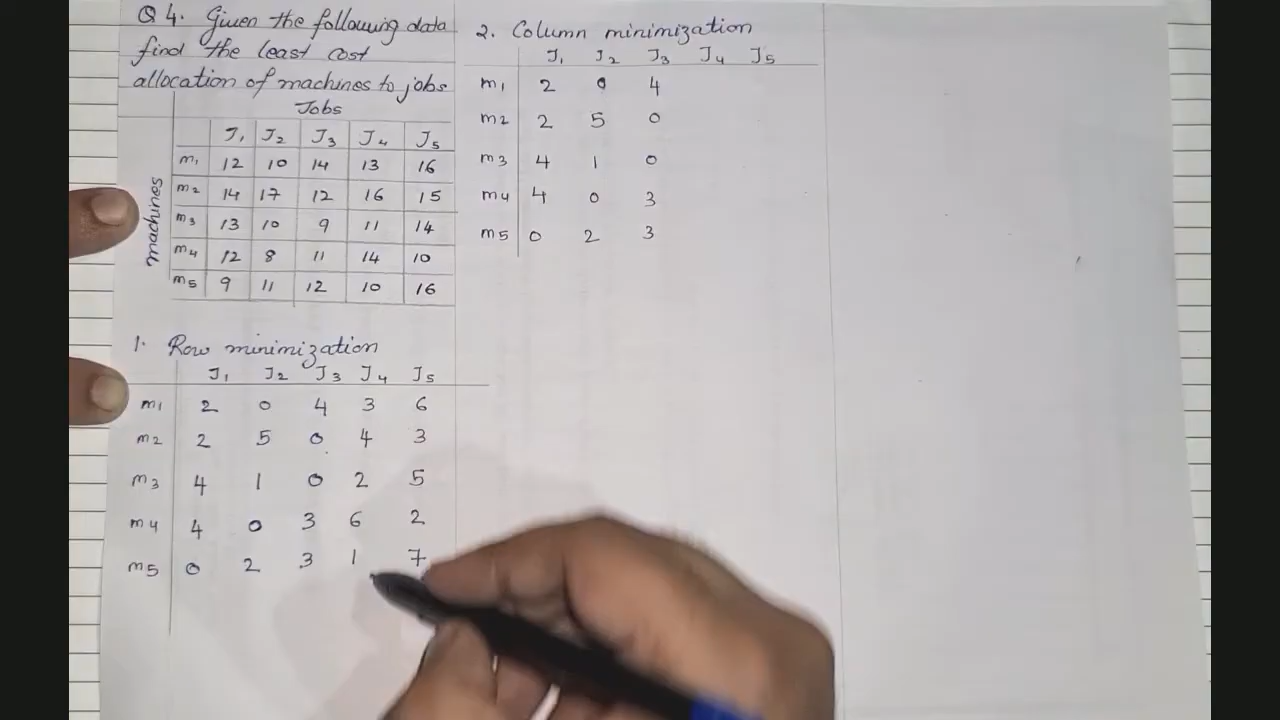 Q 4. Given the following data
find the least cost
allocation of machines to jobs
Jobs
J1 J2 J3 J4 J5
machines
m1 12 10 14 13 16
m2 14 17 12 16 15
m3 13 10 9 11 14
m4 12 8 11 14 10
m5 9 11 12 10 16
1. Row minimization
J1 J2 J3 J4 J5
m1 2 0 4 3 6
m2 2 5 0 4 3
m3 4 1 0 2 5
m4 4 0 3 6 2
m5 0 2 3 1 7
2. Column minimization
J1 J2 J3 J4 J5
m1 2 0 4
m2 2 5 0
m3 4 1 0
m4 4 0 3
m5 0 2 3